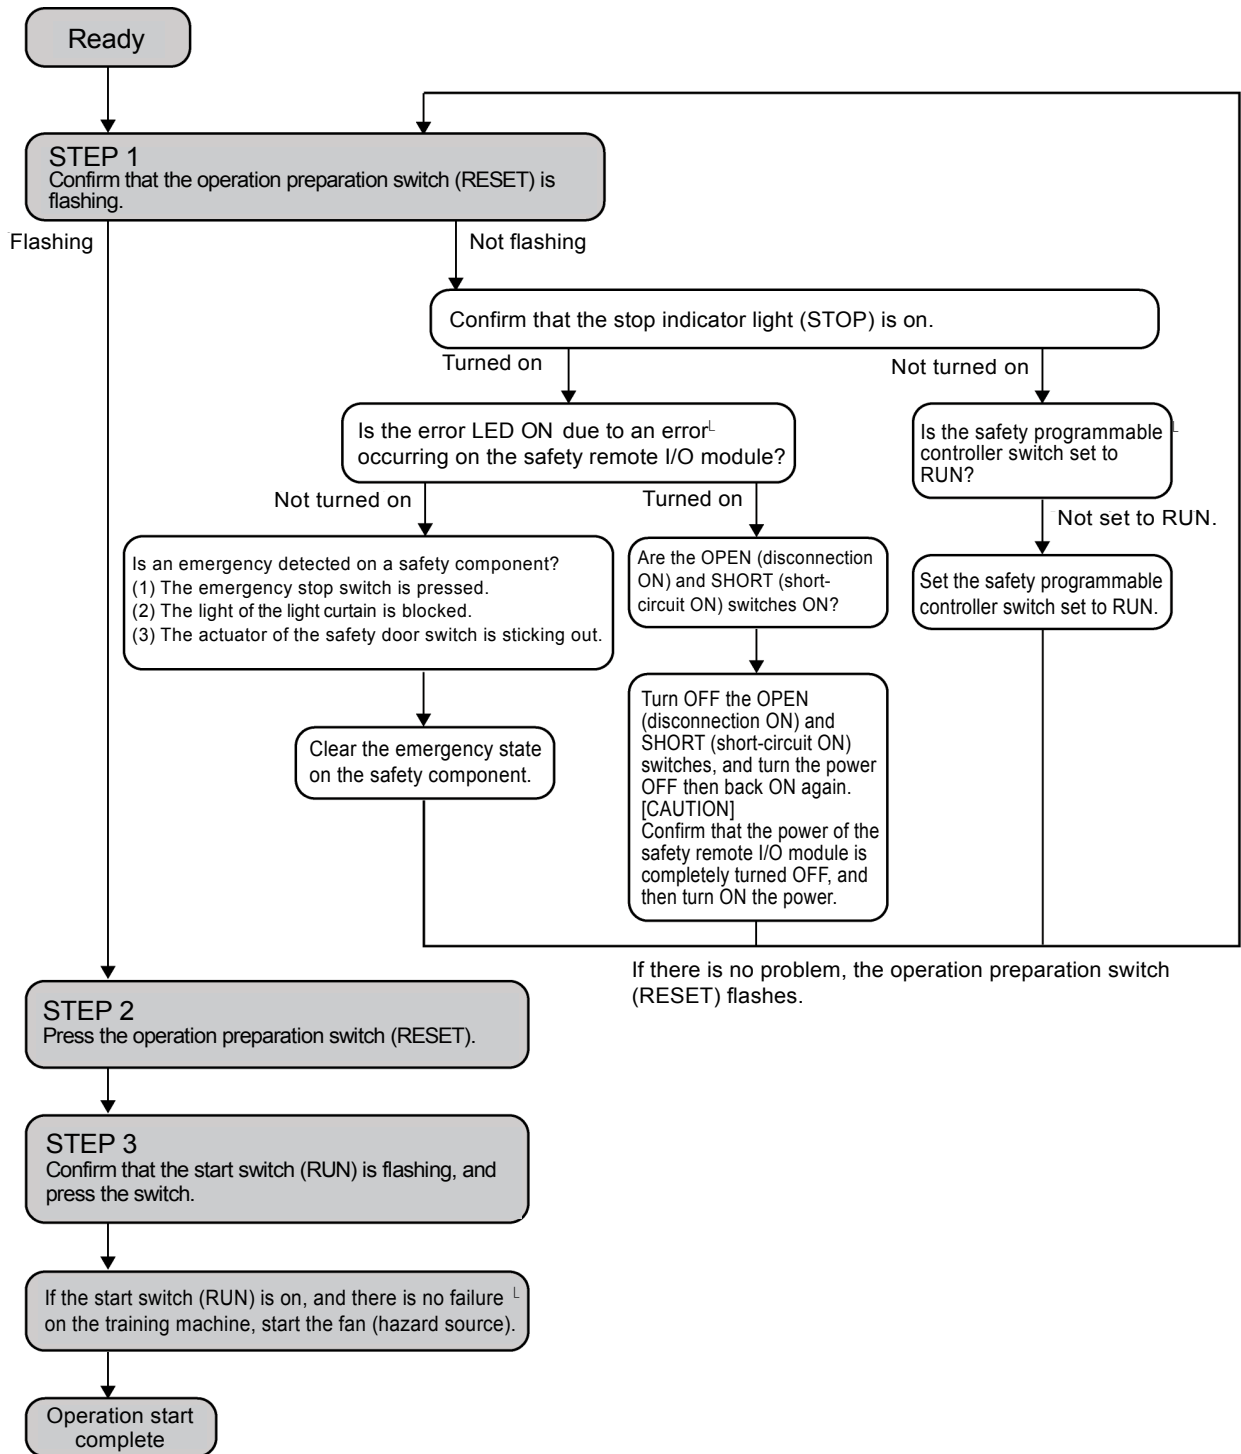 Ready
STEP 1
Confirm that the operation preparation switch (RESET) is
flashing.
Flashing
Not flashing
Confirm that the stop indicator light (STOP) is on.
Turned on
Not turned on
Is the error LED ON due to an error
occurring on the safety remote I/O module?
Is the safety programmable
controller switch set to
RUN?
Not turned on
Turned on
Not set to RUN.
Is an emergency detected on a safety component?
(1) The emergency stop switch is pressed.
(2) The light of the light curtain is blocked.
(3) The actuator of the safety door switch is sticking out.
Are the OPEN (disconnection
ON) and SHORT (short-
circuit ON) switches ON?
Set the safety programmable
controller switch set to RUN.
Clear the emergency state
on the safety component.
Turn OFF the OPEN
(disconnection ON) and
SHORT (short-circuit ON)
switches, and turn the power
OFF then back ON again.
[CAUTION]
Confirm that the power of the
safety remote I/O module is
completely turned OFF, and
then turn ON the power.
If there is no problem, the operation preparation switch
(RESET) flashes.
STEP 2
Press the operation preparation switch (RESET).
STEP 3
Confirm that the start switch (RUN) is flashing, and
press the switch.
If the start switch (RUN) is on, and there is no failure
on the training machine, start the fan (hazard source).
Operation start
complete